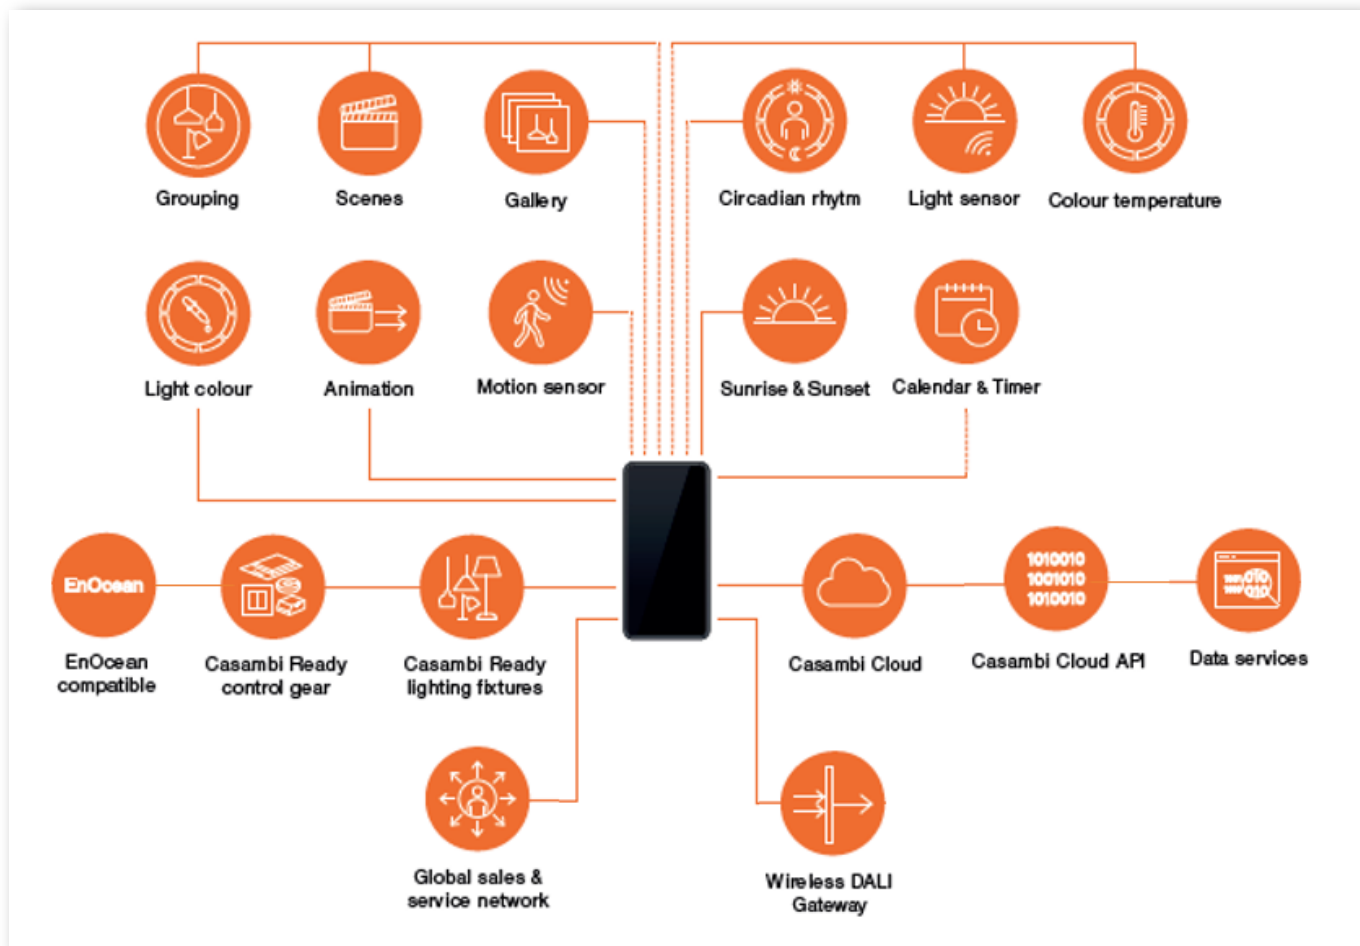 Grouping
Scenes
Gallery
Circadian rhytm
Light sensor
Colour temperature
Light colour
Animation
Motion sensor
Sunrise & Sunset
Calendar & Timer
EnOcean
1010010
1001010
1010010
EnOcean
compatible
Casambi Ready
control gear
Casambi Ready
lighting fixtures
Casambi Cloud
Casambi Cloud API
Data services
Global sales &
service network
Wireless DALI
Gateway